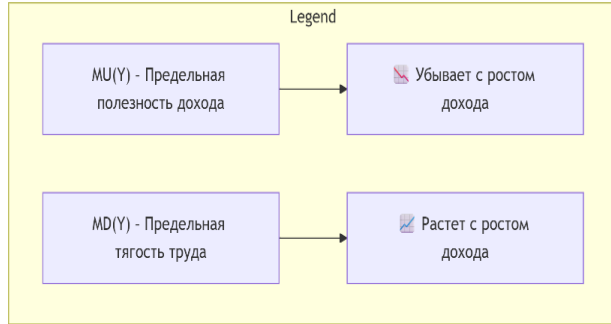 Legend
MU(Y) - Предельная
полезность дохода
📉 Убывает с ростом
дохода
MD(Y) - Предельная
тягость труда
📈 Растет с ростом
дохода